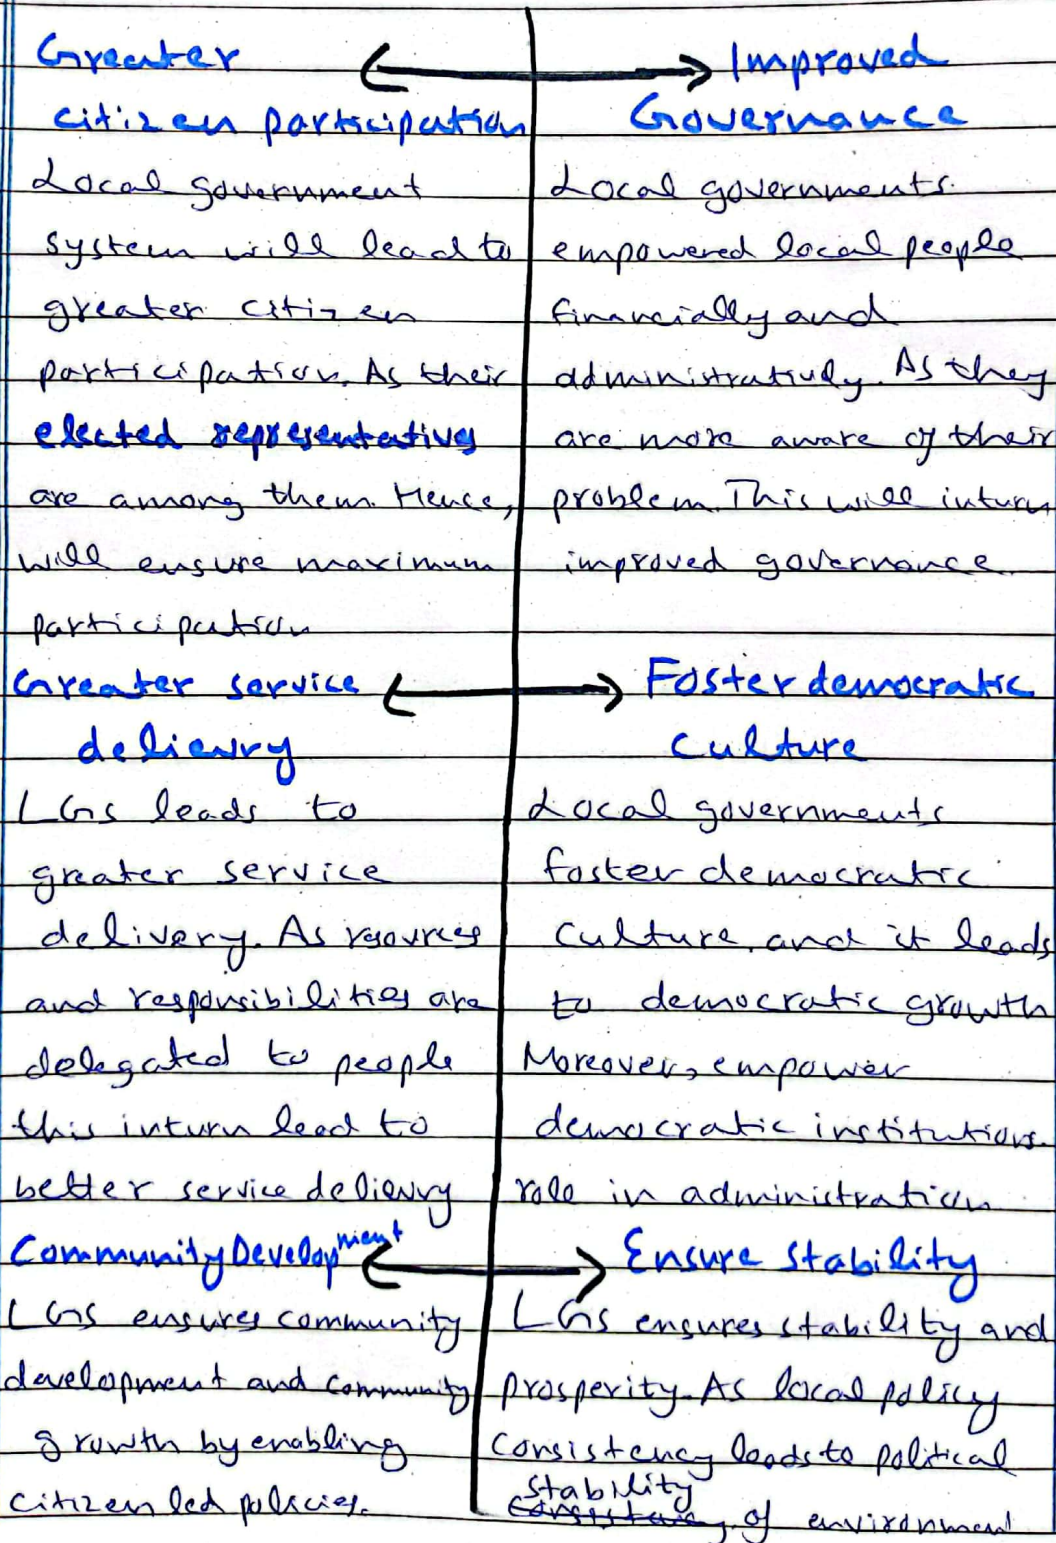 Greater
citizen participation
Local government
system will lead to
greater citizen
participation. As their
elected representatives
are among them. Hence,
will ensure maximum
participation
Improved
Governance
Local governments
empowered local people
financially and
administratively. As they
are more aware of their
problem. This will inturn
improved governance.
Greater service
delievry
LGs leads to
greater service
delivery. As resources
and responsibilities are
delegated to people
this inturn lead to
better service delievry
Foster democratic
culture
Local governments
foster democratic
culture, and it leads
to democratic growth
Moreover, empower
democratic institutions.
role in administration
Community Development
LGs ensures community
development and community
growth by enabling
citizen led policies.
Ensure stability
LGs ensures stability and
prosperity. As local policy
consistency leads to political
stability
of environment